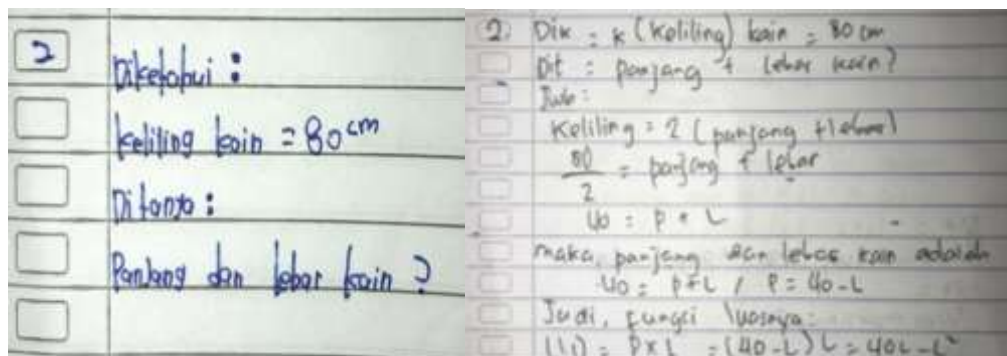 2
Diketahui :
Keliling kain = 80 cm
Ditanya :
Panjang dan lebar kain ?
2. Dik = K (Keliling) kain = 80 cm
Dit : panjang + lebar kain?
Jwb :
Keliling = 2 (panjang + lebar)
80/2 = panjang + lebar
40 = P + L
maka, panjang dan lebar kain adalah
40 = P + L / P = 40 - L
Jadi, fungsi luasnya:
L(L) = P x L = (40 - L) L = 40L - L²